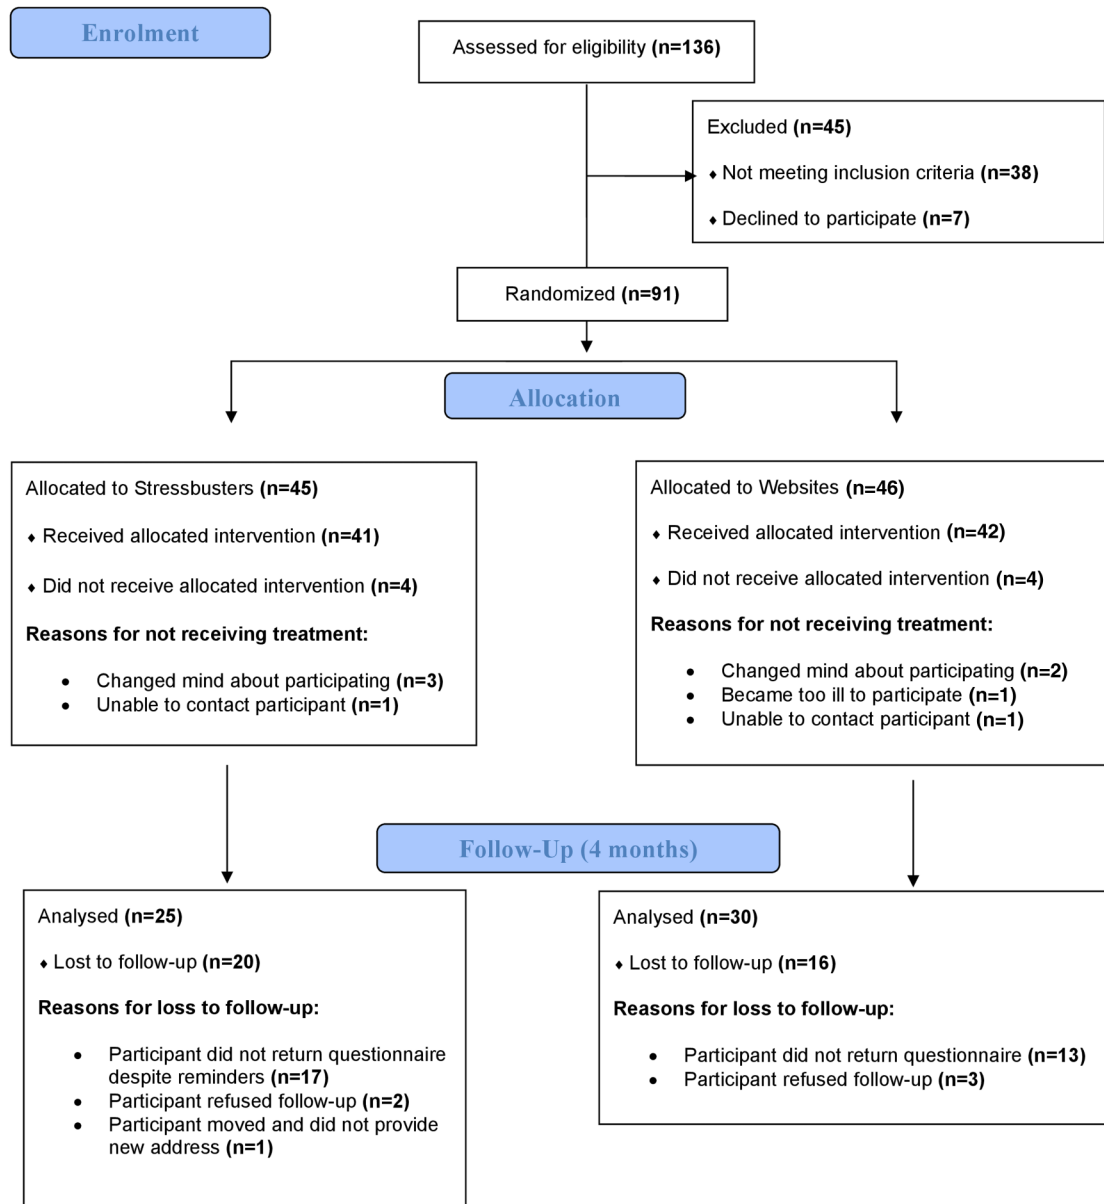 Enrolment
Assessed for eligibility (n=136)
Excluded (n=45)
♦ Not meeting inclusion criteria (n=38)
♦ Declined to participate (n=7)
Randomized (n=91)
Allocation
Allocated to Stressbusters (n=45)
♦ Received allocated intervention (n=41)
♦ Did not receive allocated intervention (n=4)
Reasons for not receiving treatment:
• Changed mind about participating (n=3)
• Unable to contact participant (n=1)
Allocated to Websites (n=46)
♦ Received allocated intervention (n=42)
♦ Did not receive allocated intervention (n=4)
Reasons for not receiving treatment:
• Changed mind about participating (n=2)
• Became too ill to participate (n=1)
• Unable to contact participant (n=1)
Follow-Up (4 months)
Analysed (n=25)
♦ Lost to follow-up (n=20)
Reasons for loss to follow-up:
• Participant did not return questionnaire
despite reminders (n=17)
• Participant refused follow-up (n=2)
• Participant moved and did not provide
new address (n=1)
Analysed (n=30)
♦ Lost to follow-up (n=16)
Reasons for loss to follow-up:
• Participant did not return questionnaire (n=13)
• Participant refused follow-up (n=3)